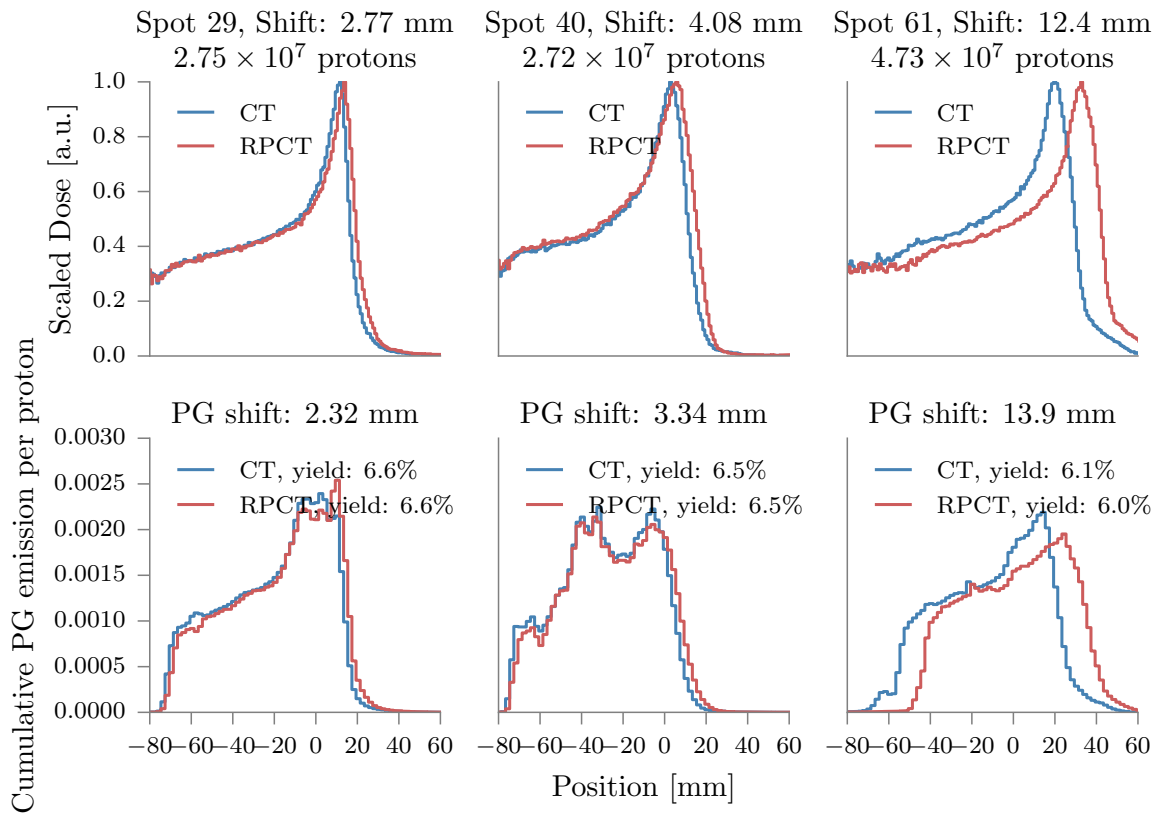 Spot 29, Shift: 2.77 mm
2.75 × 10⁷ protons
Spot 40, Shift: 4.08 mm
2.72 × 10⁷ protons
Spot 61, Shift: 12.4 mm
4.73 × 10⁷ protons
Scaled Dose [a.u.]
1.0
0.8
0.6
0.4
0.2
0.0
CT
RPCT
CT
RPCT
CT
RPCT
PG shift: 2.32 mm
PG shift: 3.34 mm
PG shift: 13.9 mm
Cumulative PG emission per proton
0.0030
0.0025
0.0020
0.0015
0.0010
0.0005
0.0000
CT, yield: 6.6%
RPCT, yield: 6.6%
CT, yield: 6.5%
RPCT, yield: 6.5%
CT, yield: 6.1%
RPCT, yield: 6.0%
−80 −60 −40 −20 0 20 40 60
−80 −60 −40 −20 0 20 40 60
−80 −60 −40 −20 0 20 40 60
Position [mm]